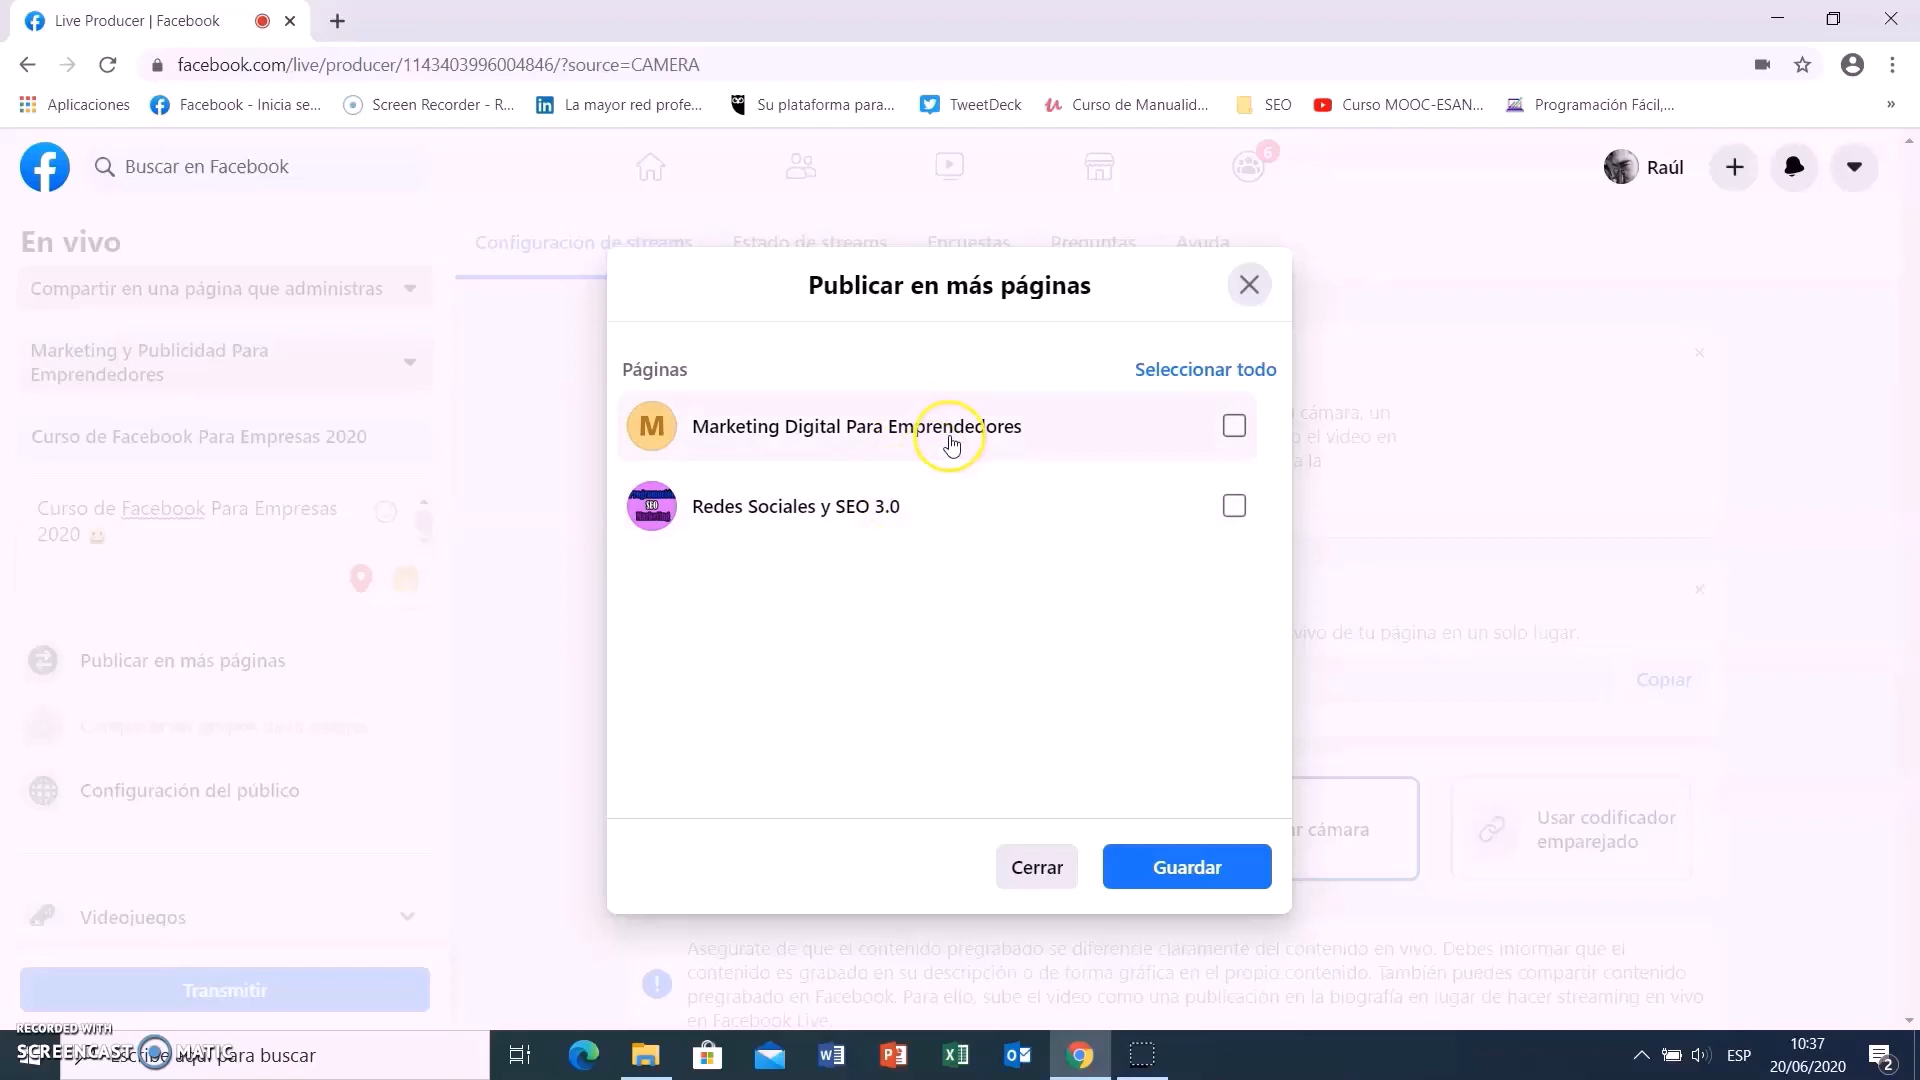 Live Producer | Facebook
facebook.com/live/producer/1143403996004846/?source=CAMERA
Aplicaciones
Facebook - Inicia se...
Screen Recorder - R...
La mayor red profe...
Su plataforma para...
TweetDeck
Curso de Manualid...
SEO
Curso MOOC-ESAN...
Programación Fácil,...
»
Buscar en Facebook
6
Raúl
En vivo
Configuración de streams
Estado de streams
Encuestas
Preguntas
Ayuda
Compartir en una página que administras
Marketing y Publicidad Para
Emprendedores
Curso de Facebook Para Empresas 2020
Curso de Facebook Para Empresas
2020
Publicar en más páginas
Configuración del público
Videojuegos
Transmitir
Publicar en más páginas
Páginas
Seleccionar todo
M
Marketing Digital Para Emprendedores
SEO
Redes Sociales y SEO 3.0
Cerrar
Guardar
cámara, un
o el video en
a la
vivo de tu página en un solo lugar.
Copiar
r cámara
Usar codificador
emparejado
Asegúrate de que el contenido pregrabado se diferencie claramente del contenido en vivo. Debes informar que el
contenido es grabado en su descripción o de forma gráfica en el propio contenido. También puedes compartir contenido
pregrabado en Facebook. Para ello, sube el video como una publicación en la biografía en lugar de hacer streaming en vivo
en Facebook Live.
RECORDED WITH
SCREENCAST MATIC
Escribe aquí para buscar
ESP
10:37
20/06/2020
2